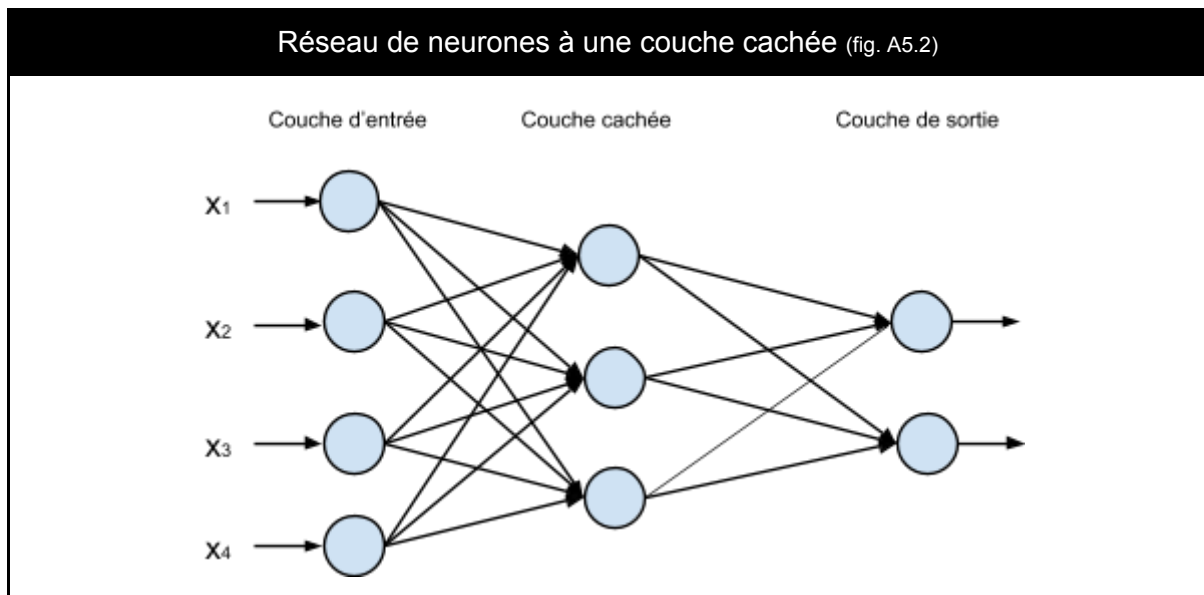 Réseau de neurones à une couche cachée (fig. A5.2)
Couche d'entrée Couche cachée Couche de sortie
X1
X2
X3
X4